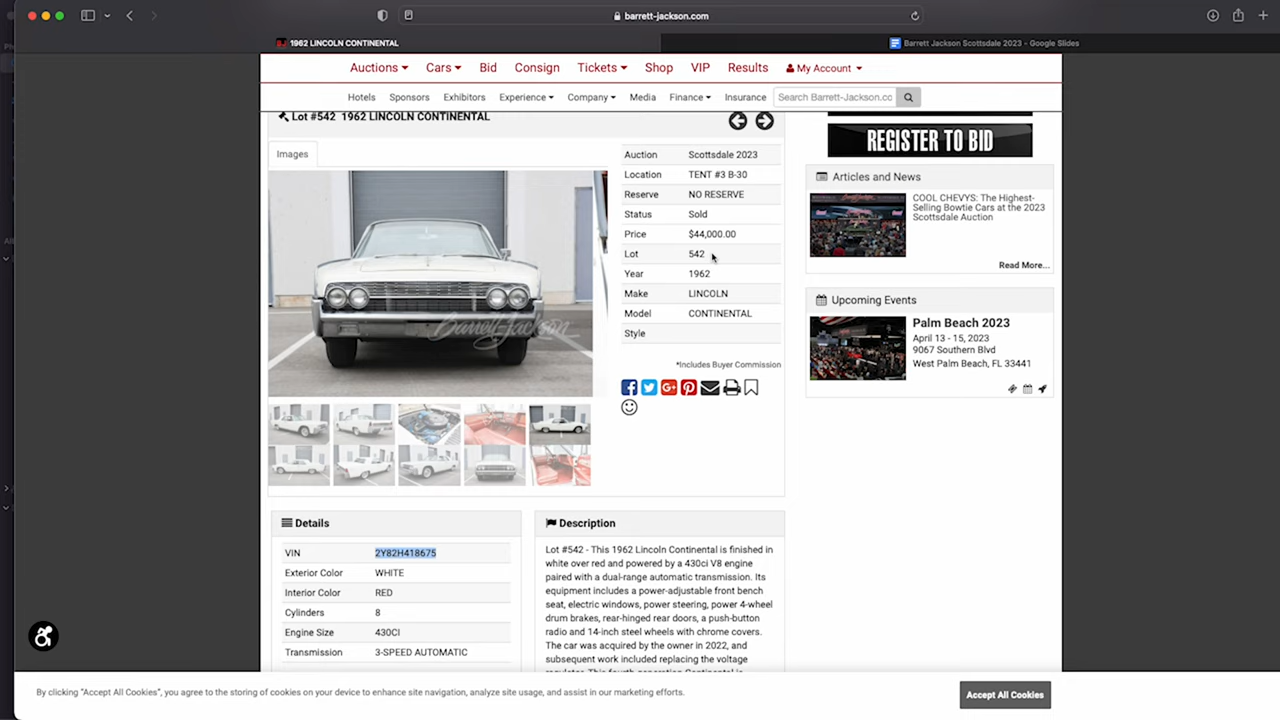 barrett-jackson.com
1962 LINCOLN CONTINENTAL
Barrett Jackson Scottsdale 2023 - Google Slides
Auctions Cars Bid Consign Tickets Shop VIP Results My Account
Hotels Sponsors Exhibitors Experience Company Media Finance Insurance Search Barrett-Jackson.co
Lot #542 1962 LINCOLN CONTINENTAL
Images
Auction Scottsdale 2023
Location TENT #3 B-30
Reserve NO RESERVE
Status Sold
Price $44,000.00
Lot 542
Year 1962
Make LINCOLN
Model CONTINENTAL
Style
*Includes Buyer Commission
Barrett-Jackson
REGISTER TO BID
Articles and News
COOL CHEVYS: The Highest-
Selling Bowtie Cars at the 2023
Scottsdale Auction
Read More...
Upcoming Events
Palm Beach 2023
April 13 - 15, 2023
9067 Southern Blvd
West Palm Beach, FL 33441
Details
VIN 2Y82H418675
Exterior Color WHITE
Interior Color RED
Cylinders 8
Engine Size 430CI
Transmission 3-SPEED AUTOMATIC
Description
Lot #542 - This 1962 Lincoln Continental is finished in
white over red and powered by a 430ci V8 engine
paired with a dual-range automatic transmission. Its
equipment includes a power-adjustable front bench
seat, electric windows, power steering, power 4-wheel
drum brakes, rear-hinged rear doors, a push-button
radio and 14-inch steel wheels with chrome covers.
The car was acquired by the owner in 2022, and
subsequent work included replacing the voltage
regulator. This fourth-generation Continental is
By clicking “Accept All Cookies”, you agree to the storing of cookies on your device to enhance site navigation, analyze site usage, and assist in our marketing efforts.
Accept All Cookies